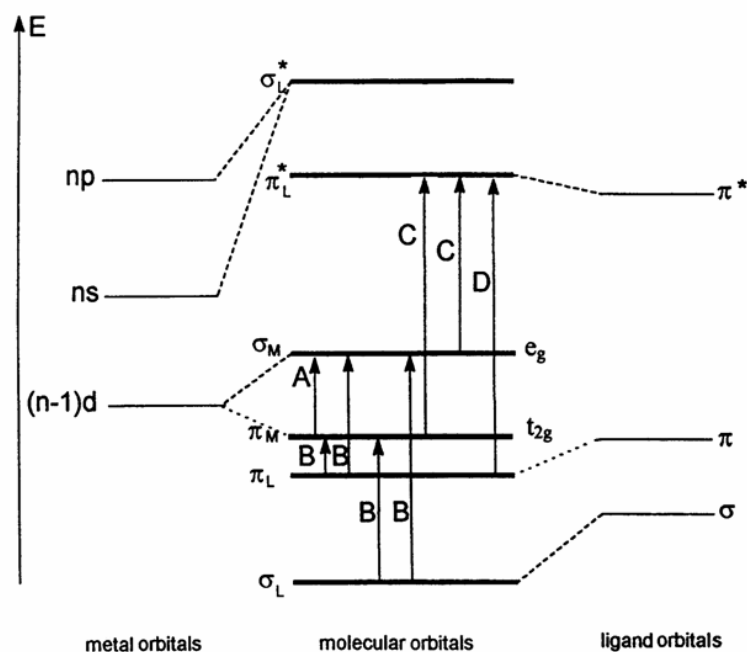 E
σL*
np
πL*
π*
C
C
D
ns
σM
eg
A
(n-1)d
πM
t2g
π
B
B
πL
B
B
σ
σL
metal orbitals
molecular orbitals
ligand orbitals